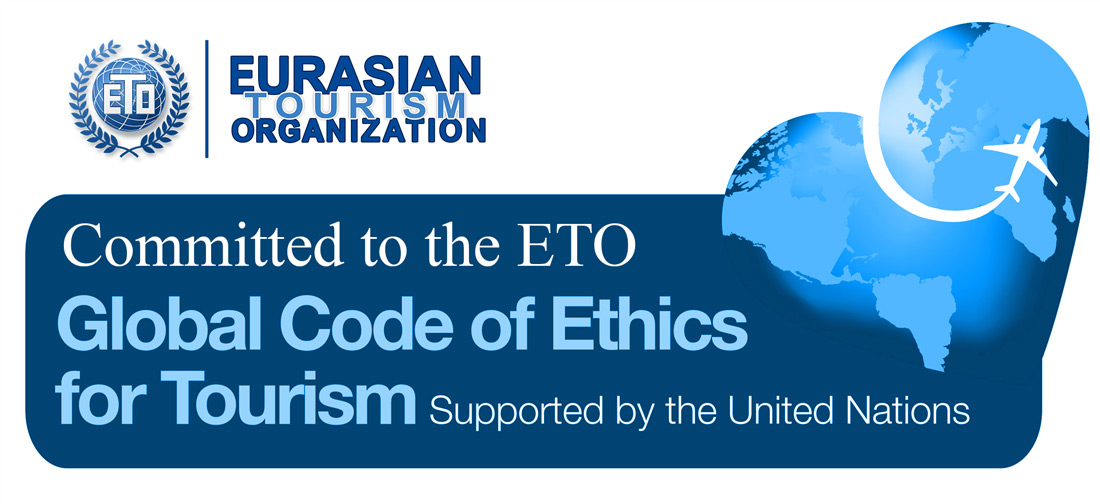 ETO
EURASIAN
TOURISM
ORGANIZATION
Committed to the ETO
Global Code of Ethics
for Tourism Supported by the United Nations